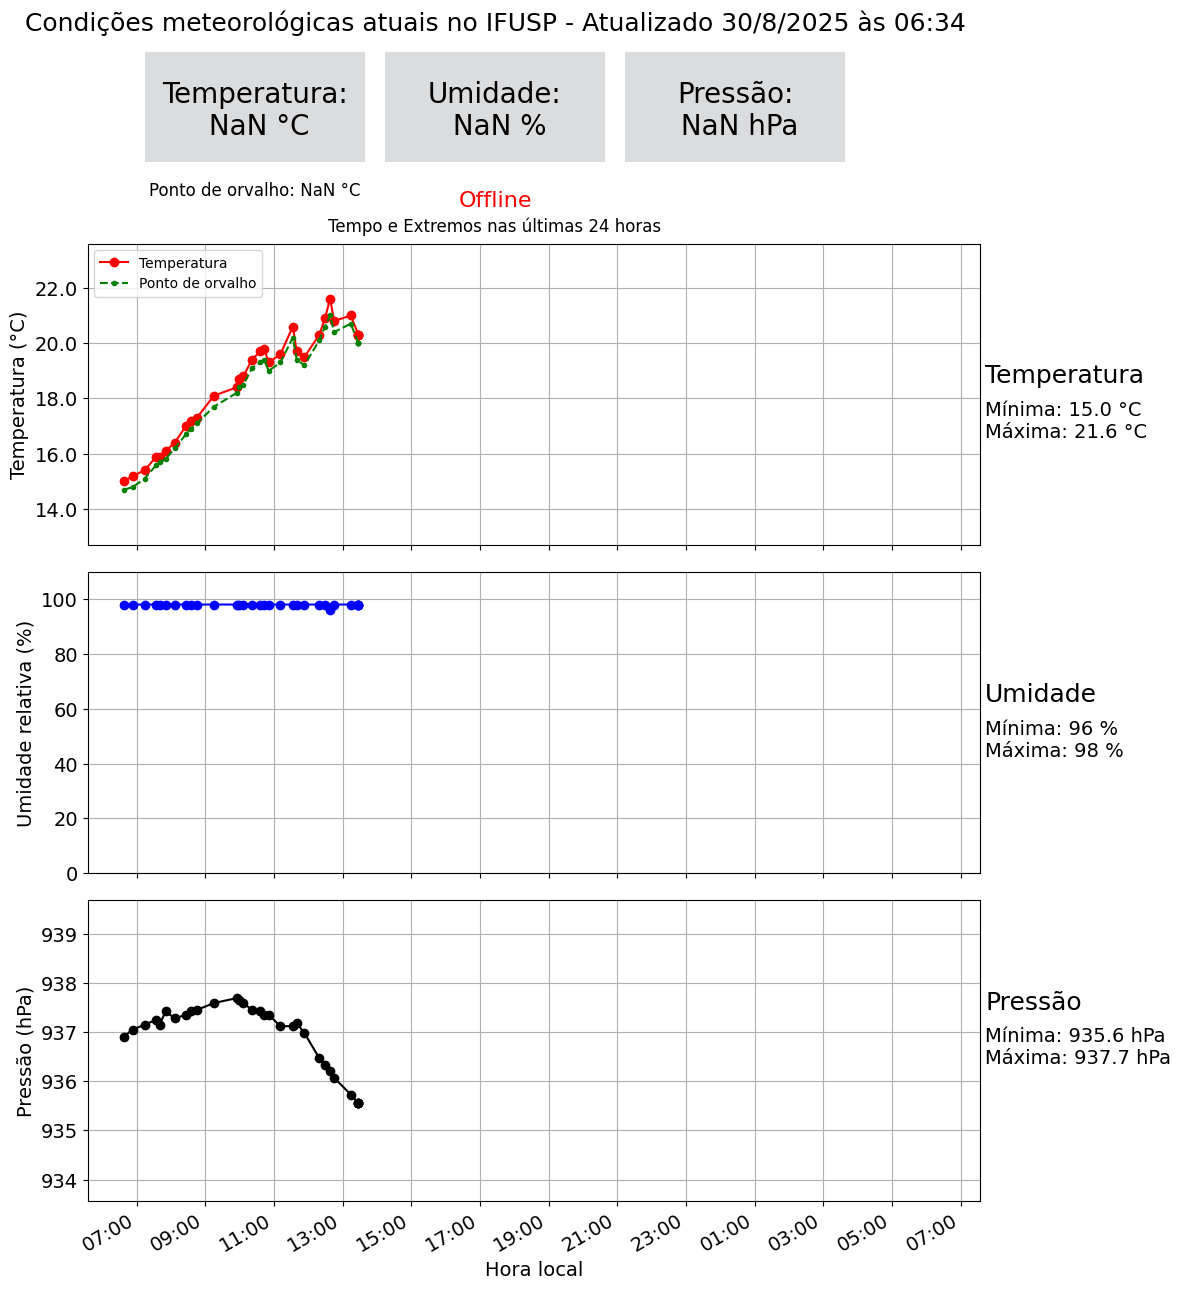 Condições meteorológicas atuais no IFUSP - Atualizado 30/8/2025 às 06:34
Temperatura:
NaN °C
Umidade:
NaN %
Pressão:
NaN hPa
Ponto de orvalho: NaN °C
Offline
Tempo e Extremos nas últimas 24 horas
Temperatura
Ponto de orvalho
Temperatura (°C)
22.0
20.0
18.0
16.0
14.0
Temperatura
Mínima: 15.0 °C
Máxima: 21.6 °C
Umidade relativa (%)
100
80
60
40
20
0
Umidade
Mínima: 96 %
Máxima: 98 %
Pressão (hPa)
939
938
937
936
935
934
Pressão
Mínima: 935.6 hPa
Máxima: 937.7 hPa
07:00 09:00 11:00 13:00 15:00 17:00 19:00 21:00 23:00 01:00 03:00 05:00 07:00
Hora local